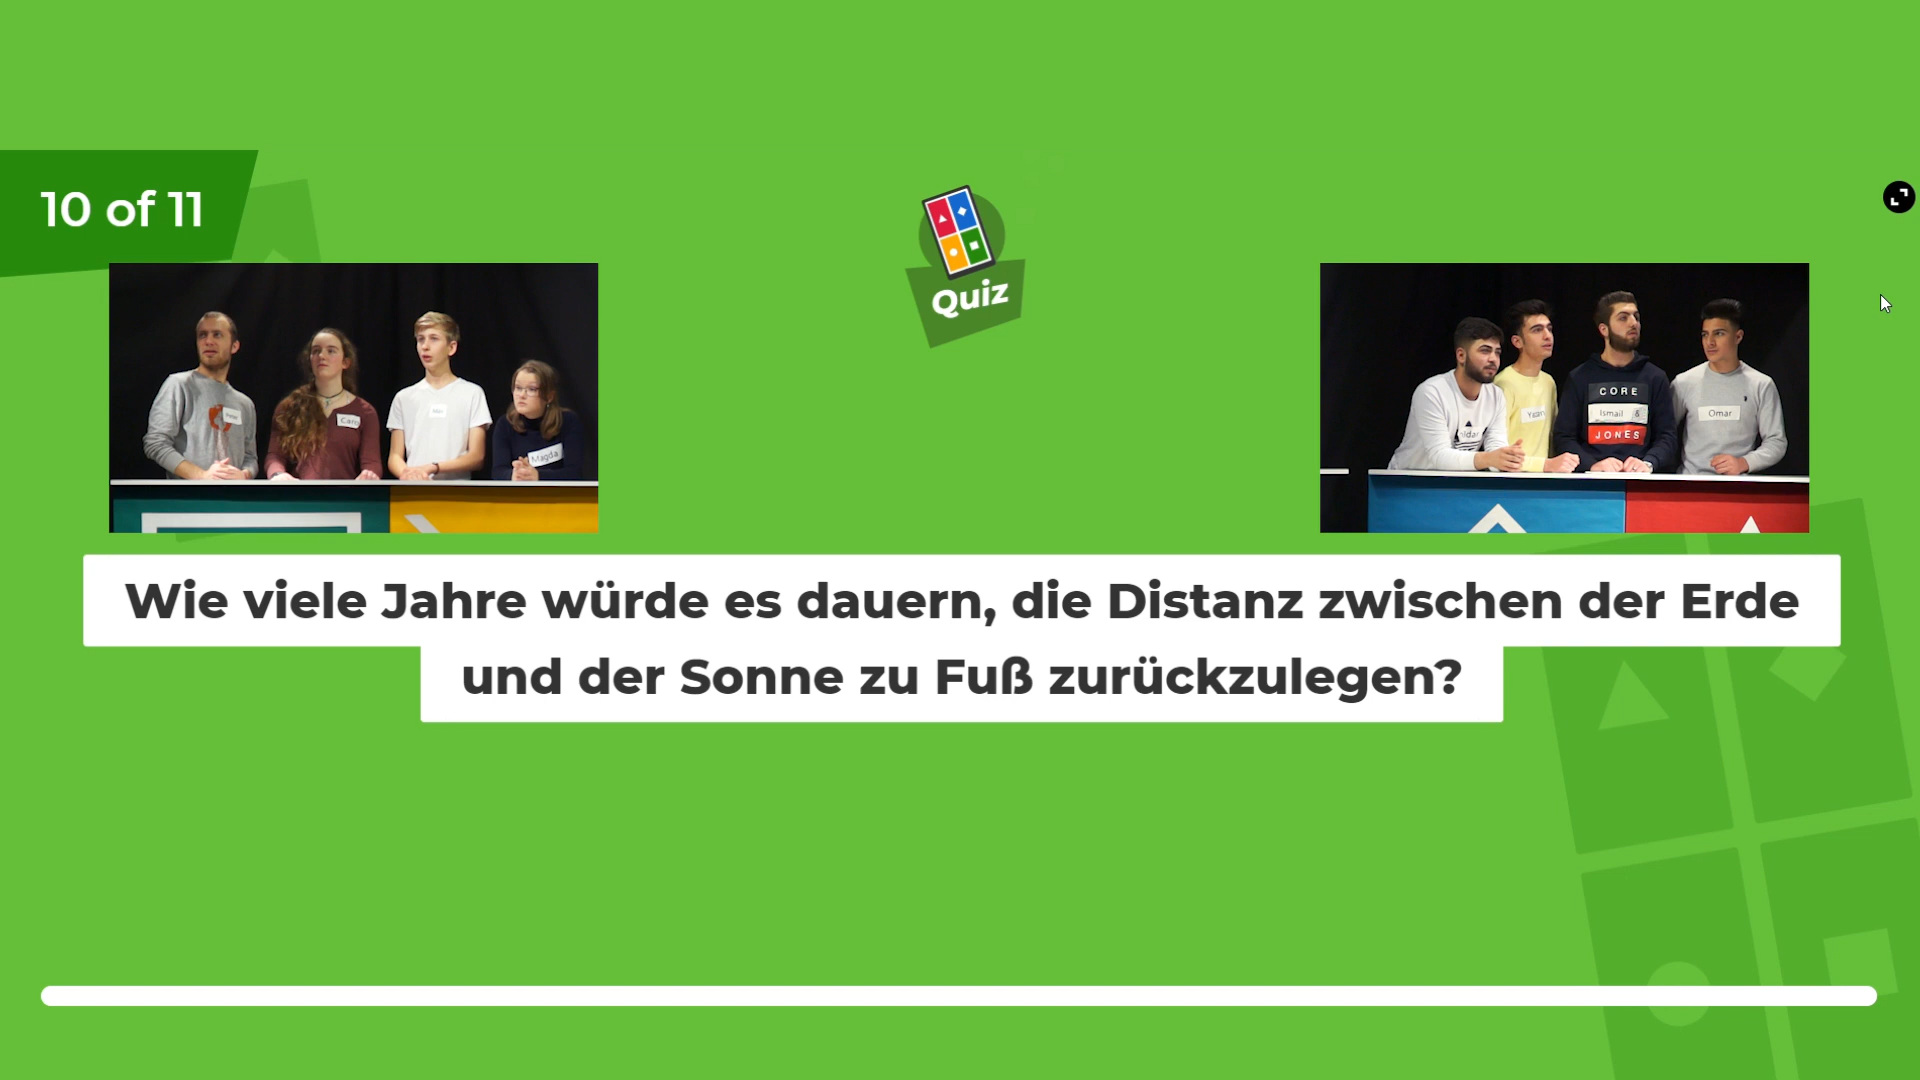 10 of 11
Quiz
Magda
CORE
Ismail &
JONES
Omar
Wie viele Jahre würde es dauern, die Distanz zwischen der Erde
und der Sonne zu Fuß zurückzulegen?